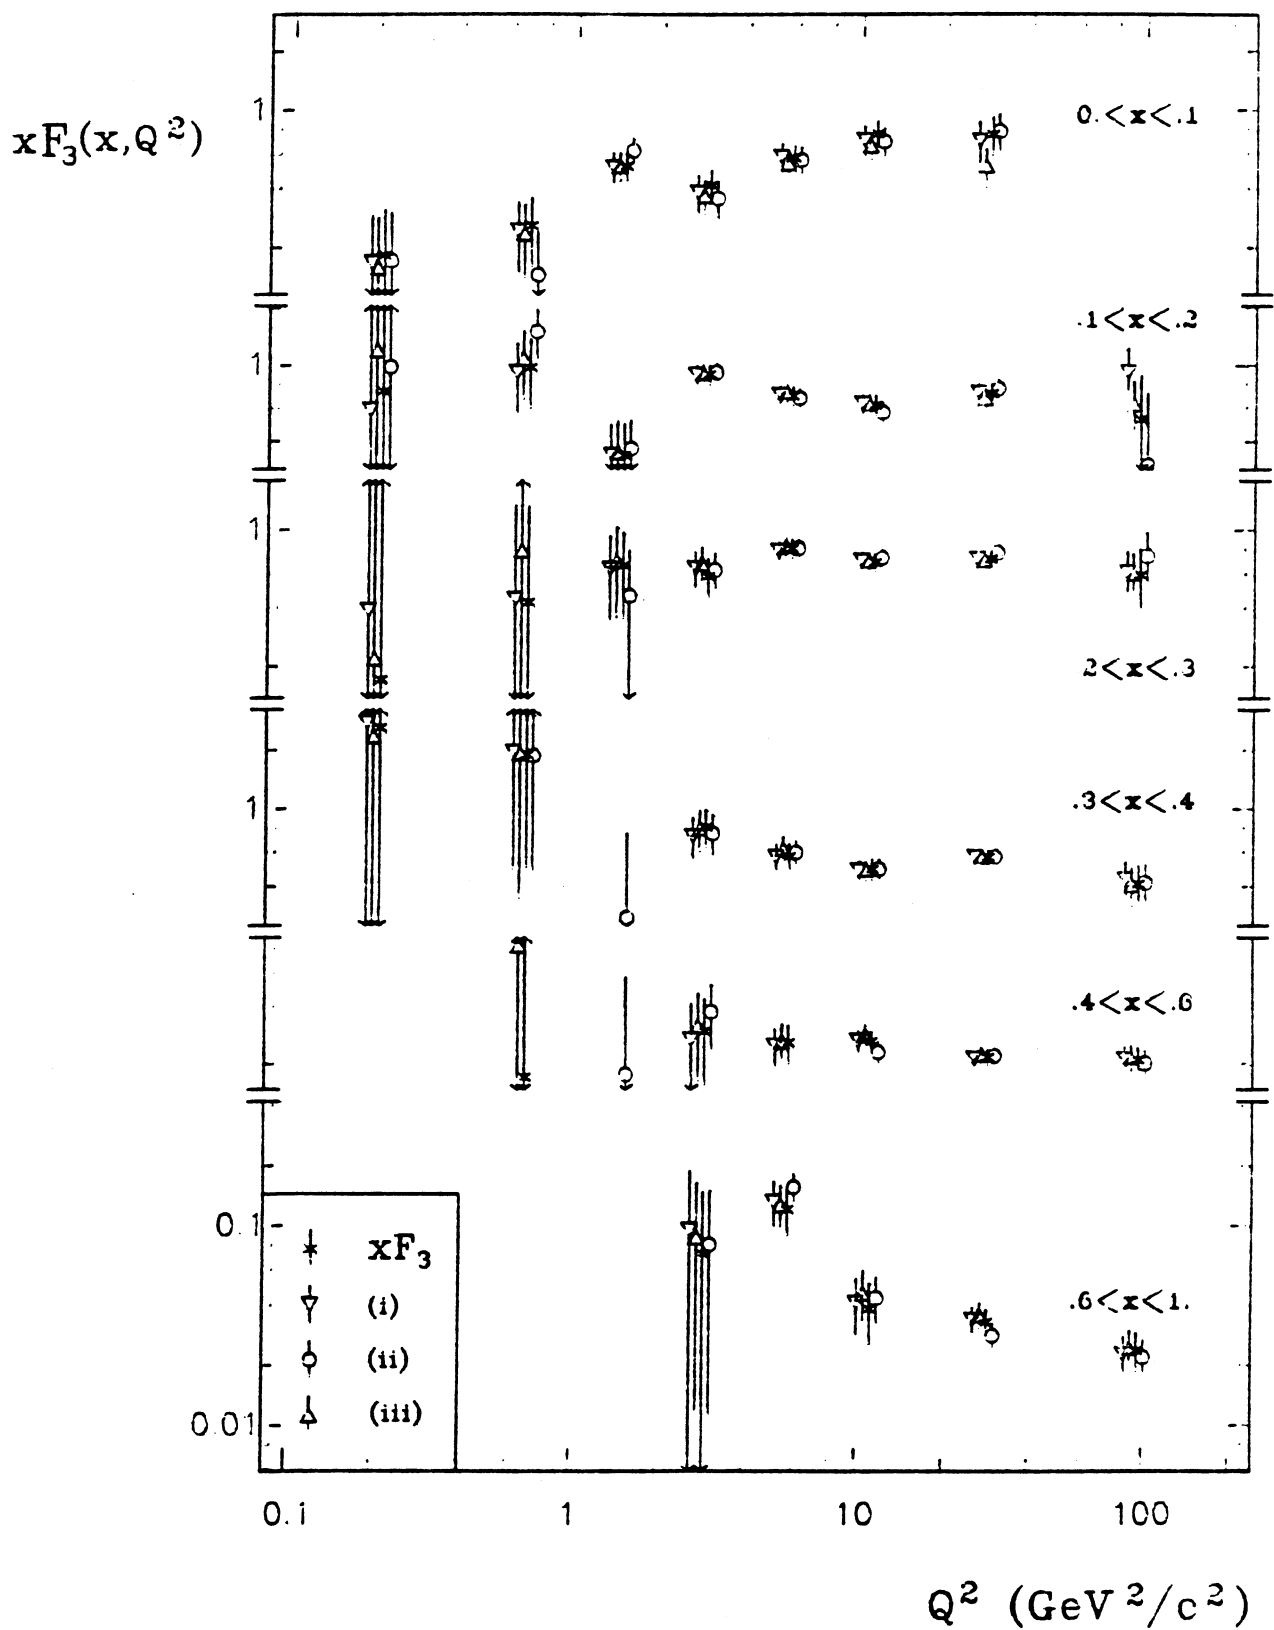 1
0.<x<.1
xF3(x,Q²)
.1<x<.2
1
1
2<x<.3
1
.3<x<.4
.4<x<.6
0.1
xF3
(i)
.6<x<1.
(ii)
(iii)
0.01
0.1 1 10 100
Q² (GeV²/c²)